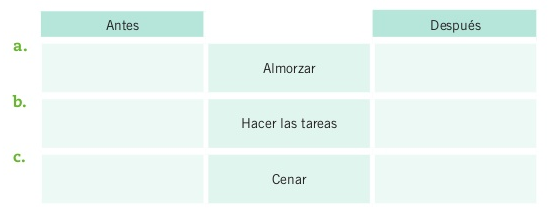 Antes Después
a. Almorzar
b. Hacer las tareas
c. Cenar